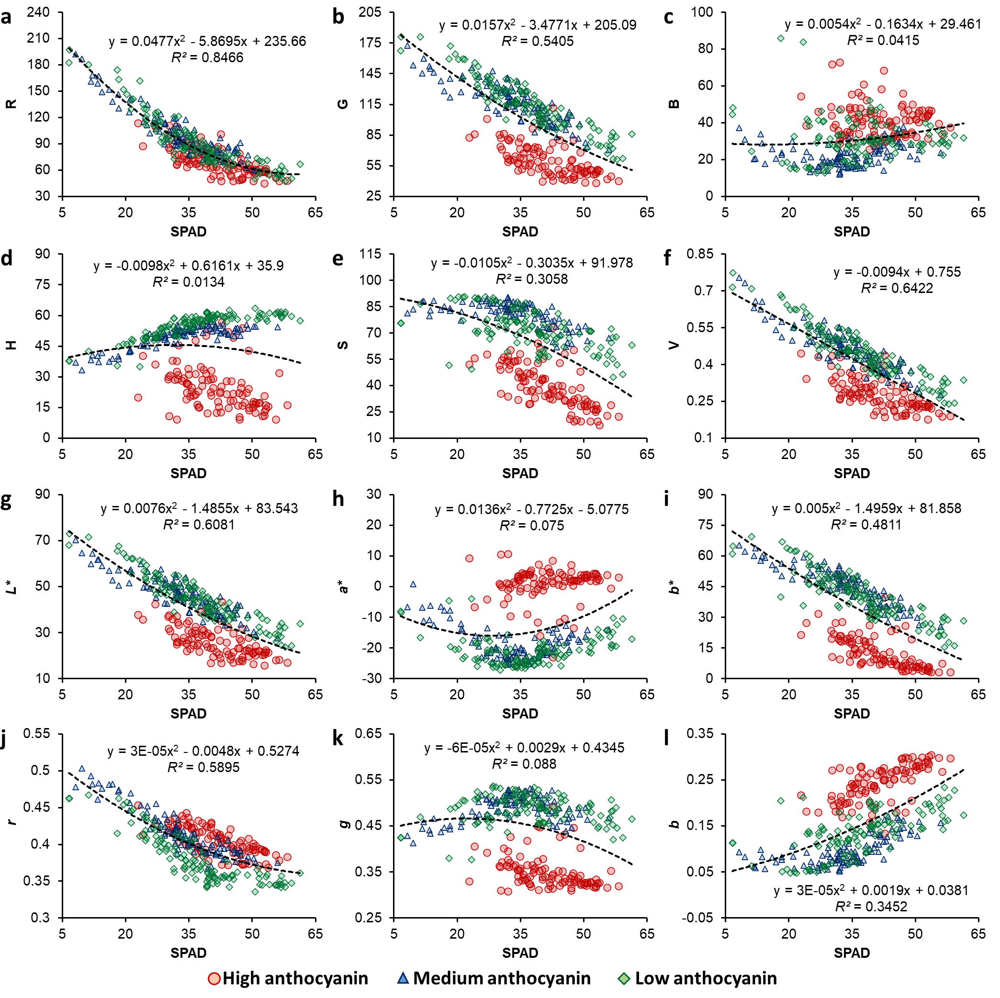 a
240
210
180
150
120
90
60
30
R
y = 0.0477x² - 5.8695x + 235.66
R² = 0.8466
5 20 35 50 65
SPAD
b
205
175
145
115
85
55
25
G
y = 0.0157x² - 3.4771x + 205.09
R² = 0.5405
5 20 35 50 65
SPAD
c
100
80
60
40
20
0
B
y = 0.0054x² - 0.1634x + 29.461
R² = 0.0415
5 20 35 50 65
SPAD
d
90
75
60
45
30
15
0
H
y = -0.0098x² + 0.6161x + 35.9
R² = 0.0134
5 20 35 50 65
SPAD
e
115
100
85
70
55
40
25
10
S
y = -0.0105x² - 0.3035x + 91.978
R² = 0.3058
5 20 35 50 65
SPAD
f
0.85
0.7
0.55
0.4
0.25
0.1
V
y = -0.0094x + 0.755
R² = 0.6422
5 20 35 50 65
SPAD
g
90
70
50
30
10
L*
y = 0.0076x² - 1.4855x + 83.543
R² = 0.6081
5 20 35 50 65
SPAD
h
30
20
10
0
-10
-20
-30
a*
y = 0.0136x² - 0.7725x - 5.0775
R² = 0.075
5 20 35 50 65
SPAD
i
90
75
60
45
30
15
0
b*
y = 0.005x² - 1.4959x + 81.858
R² = 0.4811
5 20 35 50 65
SPAD
j
0.55
0.5
0.45
0.4
0.35
0.3
r
y = 3E-05x² - 0.0048x + 0.5274
R² = 0.5895
5 20 35 50 65
SPAD
k
0.65
0.55
0.45
0.35
0.25
g
y = -6E-05x² + 0.0029x + 0.4345
R² = 0.088
5 20 35 50 65
SPAD
l
0.35
0.25
0.15
0.05
-0.05
b
y = 3E-05x² + 0.0019x + 0.0381
R² = 0.3452
5 20 35 50 65
SPAD
High anthocyanin Medium anthocyanin Low anthocyanin